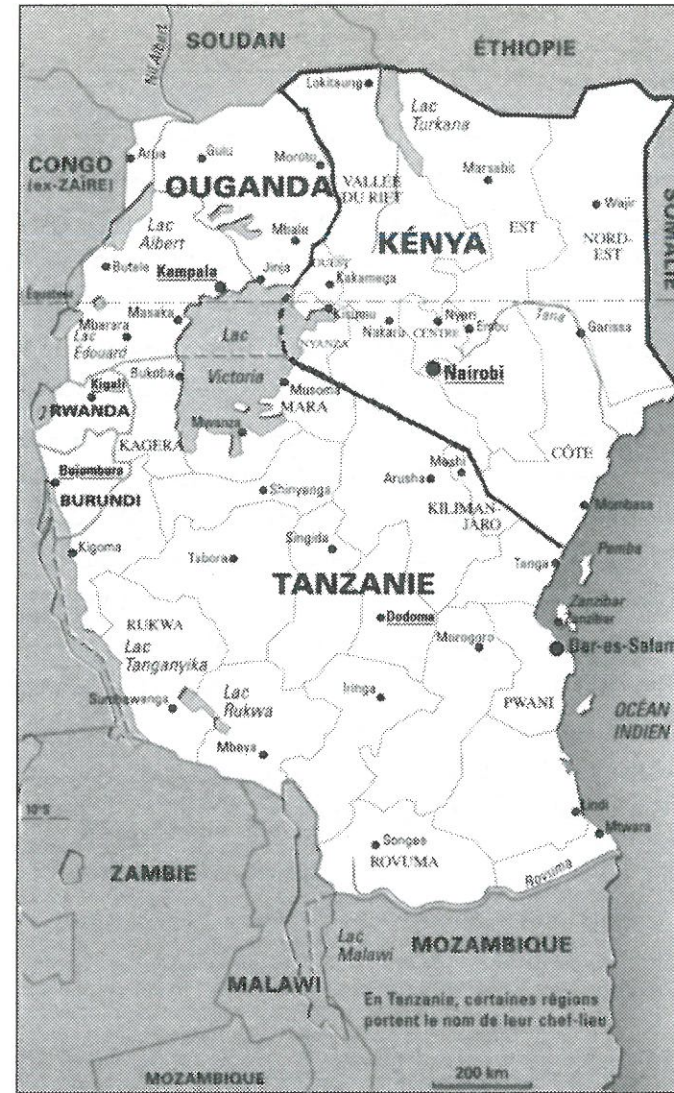 SOUDAN
ÉTHIOPIE
Nil Albert
Lokitaung
Lac
Turkana
CONGO
(ex-ZAÏRE)
Arua
Gulu
Moroto
OUGANDA
VALLÉE
DU RIFT
Marsabit
SOMALIE
Wajir
Lac
Albert
Mbale
KÉNYA
EST
NORD-
EST
Butele
Kampala
Jinja
OUEST
Kakamega
Équateur
Masaka
Mbarara
Lac
Édouard
Lac
Victoria
Kisumu
NYANZA
Nakuru
CENTRE
Nyeri
Embu
Tana
Garissa
Nairobi
Bukoba
Kigali
RWANDA
Musoma
MARA
Mwanza
KAGERA
CÔTE
Bujumbura
BURUNDI
Shinyanga
Arusha
Moshi
KILIMAN-
JARO
Mombasa
Kigoma
Tabora
Singida
Tanga
Pemba
TANZANIE
Zanzibar
Zanzibar
Dodoma
Morogoro
Dar-es-Salam
RUKWA
Lac
Tanganyika
Lac
Rukwa
Iringa
PWANI
OCÉAN
INDIEN
Sumbawanga
Mbeya
10°S
Lindi
Mtwara
Songea
ROVUMA
Rovuma
ZAMBIE
Lac
Malawi
MOZAMBIQUE
MALAWI
En Tanzanie, certaines régions
portent le nom de leur chef-lieu
MOZAMBIQUE
200 km